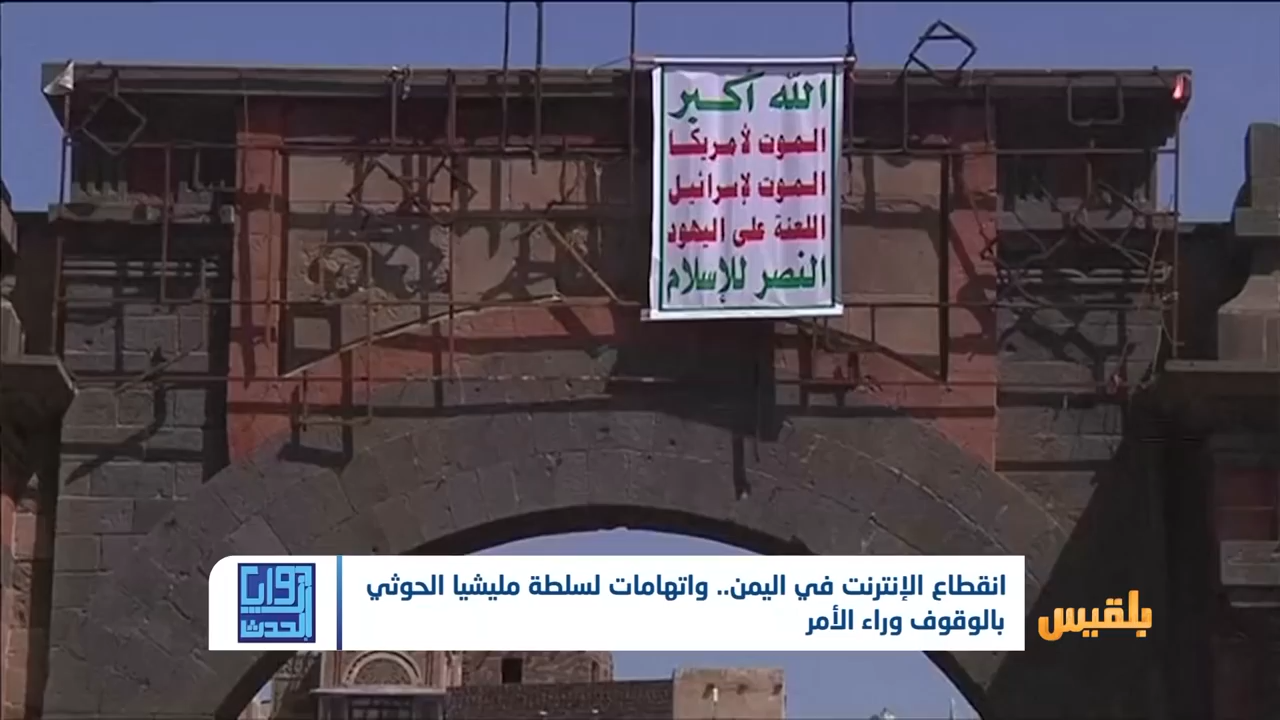 الله أكبر
الموت لأمريكا
الموت لإسرائيل
اللعنة على اليهود
النصر للإسلام
انقطاع الإنترنت في اليمن.. واتهامات لسلطة مليشيا الحوثي
بالوقوف وراء الأمر
بلقيس
زوايا
الحدث